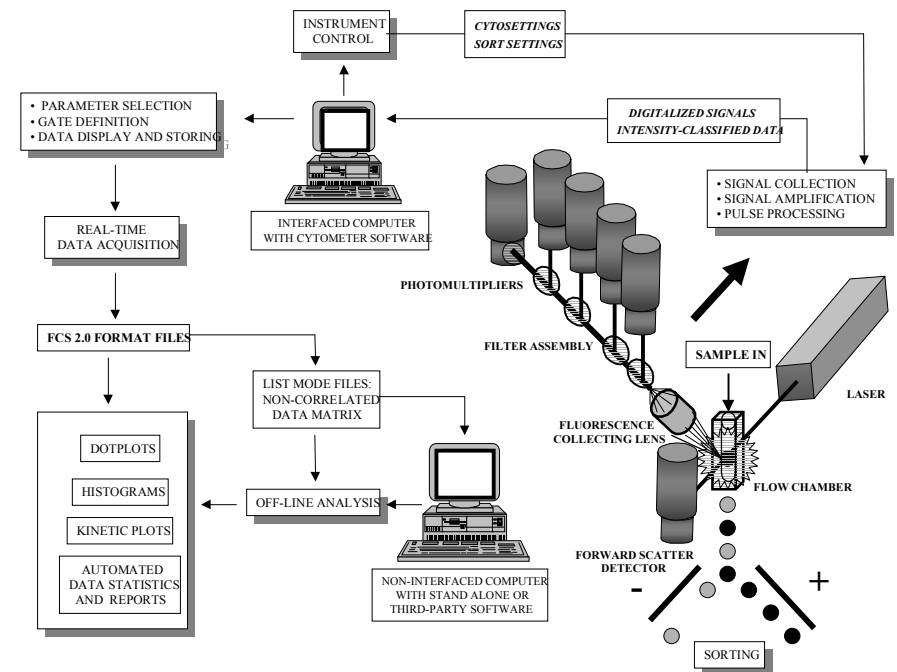 INSTRUMENT
CONTROL
CYTOSETTINGS
SORT SETTINGS
• PARAMETER SELECTION
• GATE DEFINITION
• DATA DISPLAY AND STORING
DIGITALIZED SIGNALS
INTENSITY-CLASSIFIED DATA
• SIGNAL COLLECTION
• SIGNAL AMPLIFICATION
• PULSE PROCESSING
INTERFACED COMPUTER
WITH CYTOMETER SOFTWARE
REAL-TIME
DATA ACQUISITION
PHOTOMULTIPLIERS
FCS 2.0 FORMAT FILES
FILTER ASSEMBLY
SAMPLE IN
LIST MODE FILES:
NON-CORRELATED
DATA MATRIX
LASER
FLUORESCENCE
COLLECTING LENS
DOTPLOTS
HISTOGRAMS
OFF-LINE ANALYSIS
FLOW CHAMBER
KINETIC PLOTS
AUTOMATED
DATA STATISTICS
AND REPORTS
NON-INTERFACED COMPUTER
WITH STAND ALONE OR
THIRD-PARTY SOFTWARE
FORWARD SCATTER
DETECTOR
-
+
SORTING